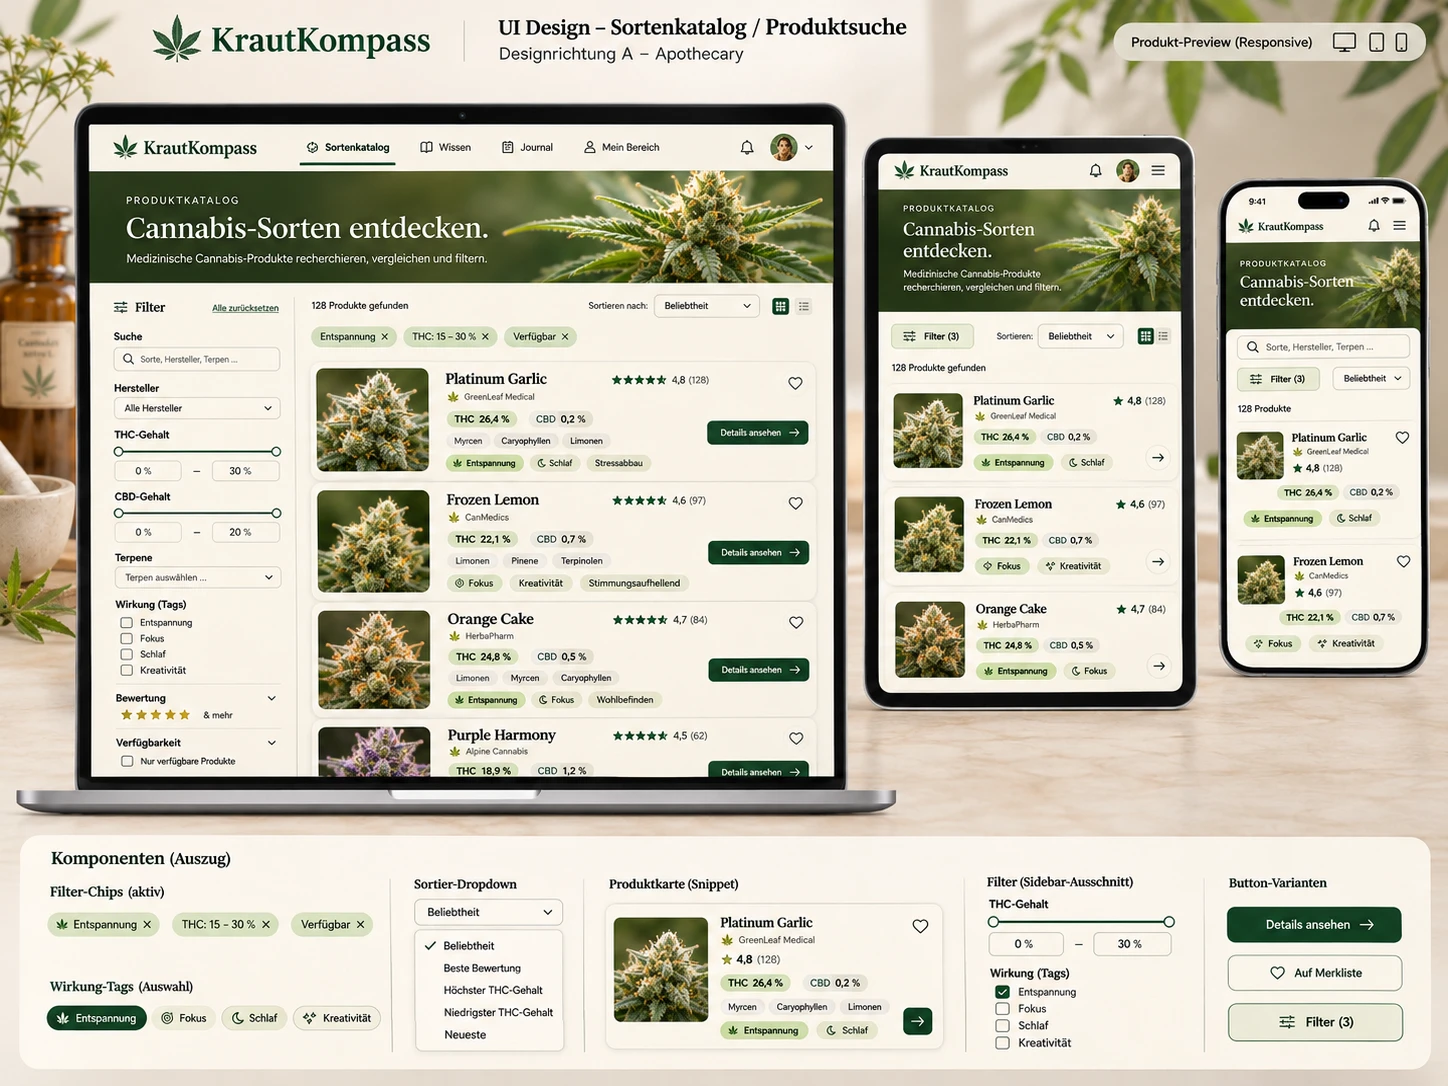 KrautKompass
UI Design – Sortenkatalog / Produktsuche
Designrichtung A – Apothecary
Produkt-Preview (Responsive)
KrautKompass
Sortenkatalog
Wissen
Journal
Mein Bereich
PRODUKTKATALOG
Cannabis-Sorten entdecken.
Medizinische Cannabis-Produkte recherchieren, vergleichen und filtern.
Filter
Alle zurücksetzen
Suche
Sorte, Hersteller, Terpen ...
Hersteller
Alle Hersteller
THC-Gehalt
0 % – 30 %
CBD-Gehalt
0 % – 20 %
Terpene
Terpen auswählen ...
Wirkung (Tags)
Entspannung
Fokus
Schlaf
Kreativität
Bewertung
& mehr
Verfügbarkeit
Nur verfügbare Produkte
128 Produkte gefunden
Sortieren nach: Beliebtheit
Entspannung ✕ THC: 15 – 30 % ✕ Verfügbar ✕
Platinum Garlic
4,8 (128)
GreenLeaf Medical
THC 26,4 % CBD 0,2 %
Details ansehen →
Myrcen Caryophyllen Limonen
Entspannung Schlaf Stressabbau
Frozen Lemon
4,6 (97)
CanMedics
THC 22,1 % CBD 0,7 %
Details ansehen →
Limonen Pinene Terpinolen
Fokus Kreativität Stimmungsaufhellend
Orange Cake
4,7 (84)
HerbaPharm
THC 24,8 % CBD 0,5 %
Details ansehen →
Limonen Myrcen Caryophyllen
Entspannung Fokus Wohlbefinden
Purple Harmony
4,5 (62)
Alpine Cannabis
THC 18,9 % CBD 1,2 %
Details ansehen →
KrautKompass
PRODUKTKATALOG
Cannabis-Sorten
entdecken.
Medizinische Cannabis-Produkte
recherchieren, vergleichen und filtern.
Filter (3)
Sortieren: Beliebtheit
128 Produkte gefunden
Platinum Garlic
4,8 (128)
GreenLeaf Medical
THC 26,4 % CBD 0,2 %
Entspannung Schlaf
Frozen Lemon
4,6 (97)
CanMedics
THC 22,1 % CBD 0,7 %
Fokus Kreativität
Orange Cake
4,7 (84)
HerbaPharm
THC 24,8 % CBD 0,5 %
Entspannung Fokus
9:41
KrautKompass
PRODUKTKATALOG
Cannabis-Sorten
entdecken.
Sorte, Hersteller, Terpen ...
Filter (3)
Beliebtheit
128 Produkte
Platinum Garlic
GreenLeaf Medical
4,8 (128)
THC 26,4 % CBD 0,2 %
Entspannung Schlaf
Frozen Lemon
CanMedics
4,6 (97)
THC 22,1 % CBD 0,7 %
Fokus Kreativität
Komponenten (Auszug)
Filter-Chips (aktiv)
Entspannung ✕ THC: 15 – 30 % ✕ Verfügbar ✕
Wirkung-Tags (Auswahl)
Entspannung Fokus Schlaf Kreativität
Sortier-Dropdown
Beliebtheit
Beliebtheit
Beste Bewertung
Höchster THC-Gehalt
Niedrigster THC-Gehalt
Neueste
Produktkarte (Snippet)
Platinum Garlic
GreenLeaf Medical
4,8 (128)
THC 26,4 % CBD 0,2 %
Myrcen Caryophyllen Limonen
Entspannung Schlaf
Filter (Sidebar-Ausschnitt)
THC-Gehalt
0 % – 30 %
Wirkung (Tags)
Entspannung
Fokus
Schlaf
Kreativität
Button-Varianten
Details ansehen →
Auf Merkliste
Filter (3)